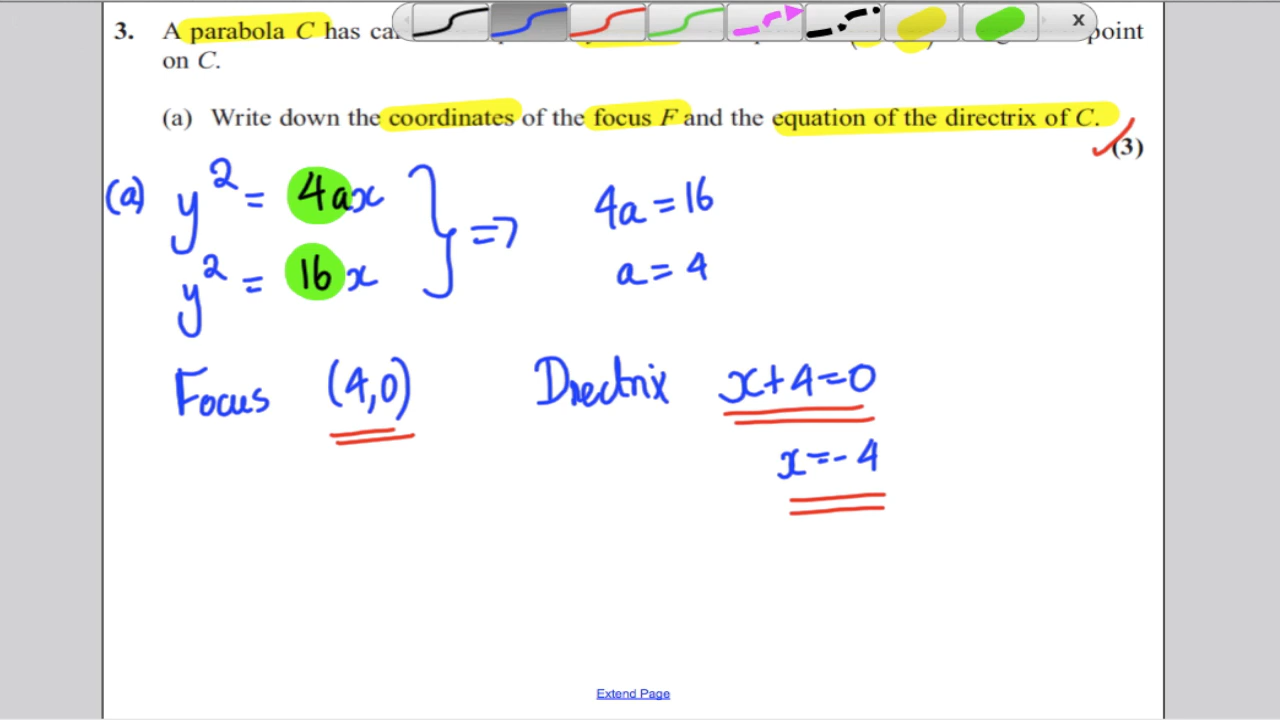 3. A parabola C has point
on C.
(a) Write down the coordinates of the focus F and the equation of the directrix of C.
(3)
(a) y² = 4ax
y² = 16x
} => 4a = 16
a = 4
Focus (4,0) Directrix x+4=0
x=-4
Extend Page
x